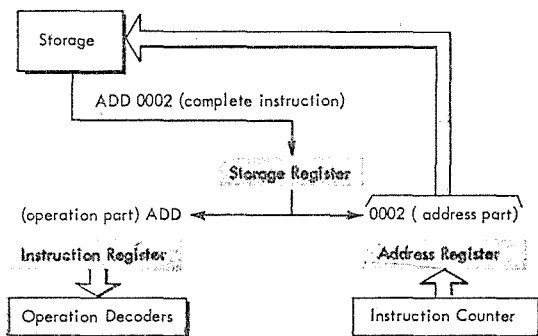 Storage
ADD 0002 (complete instruction)
Storage Register
(operation part) ADD
0002 ( address part)
Instruction Register
Address Register
Operation Decoders
Instruction Counter